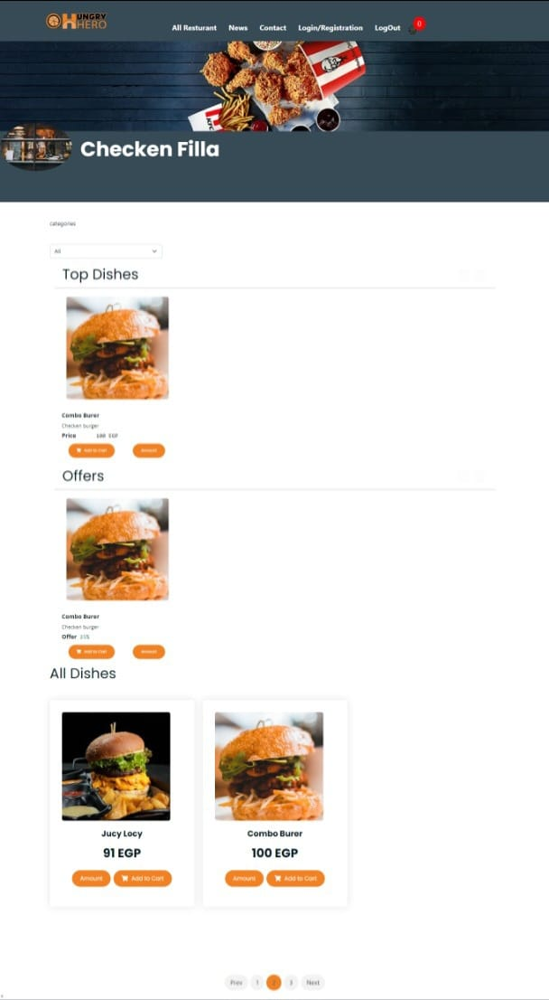 HUNGRY
HERO
All Resturant News Contact Login/Registration LogOut 0
KFC
Checken Filla
categories
All
Top Dishes
Combo Burer
Checken burger
Price 100 EGP
Add to Cart Amount
Offers
Combo Burer
Checken burger
Offer
Add to Cart Amount
All Dishes
Jucy Locy Combo Burer
91 EGP 100 EGP
Amount Add to Cart Amount Add to Cart
Prev 1 2 3 Next